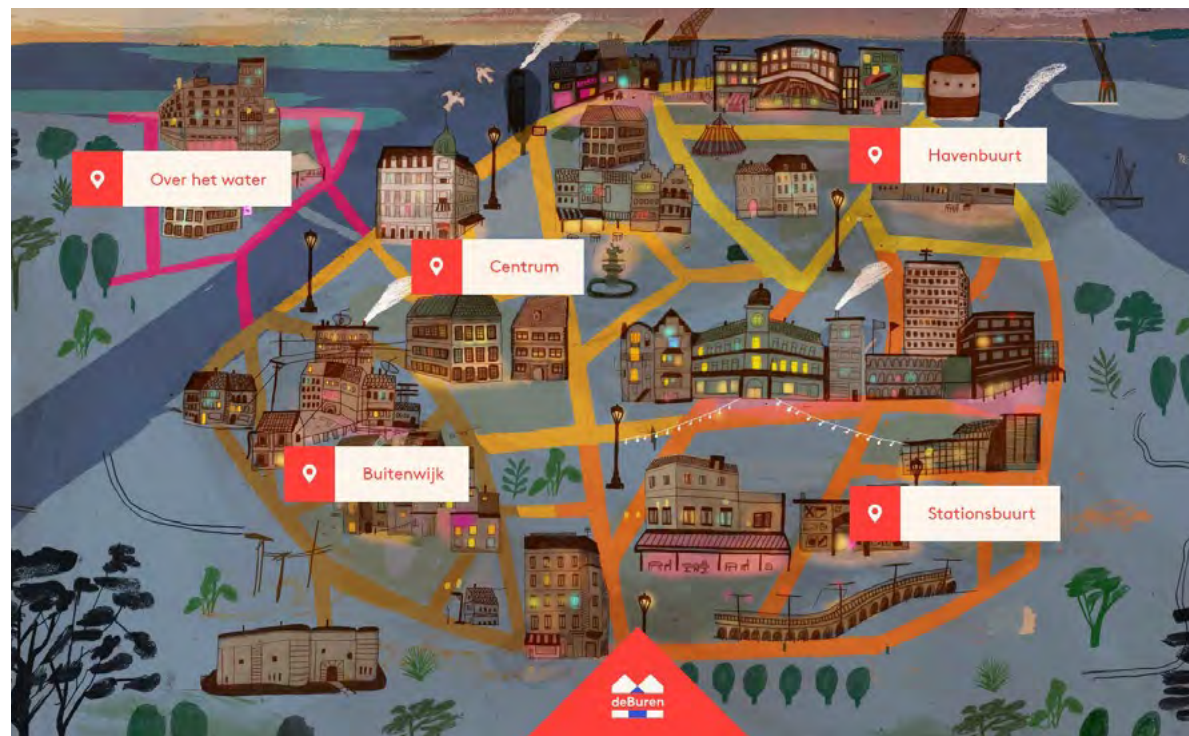 Over het water
Havenbuurt
Centrum
Buitenwijk
Stationsbuurt
deBuren